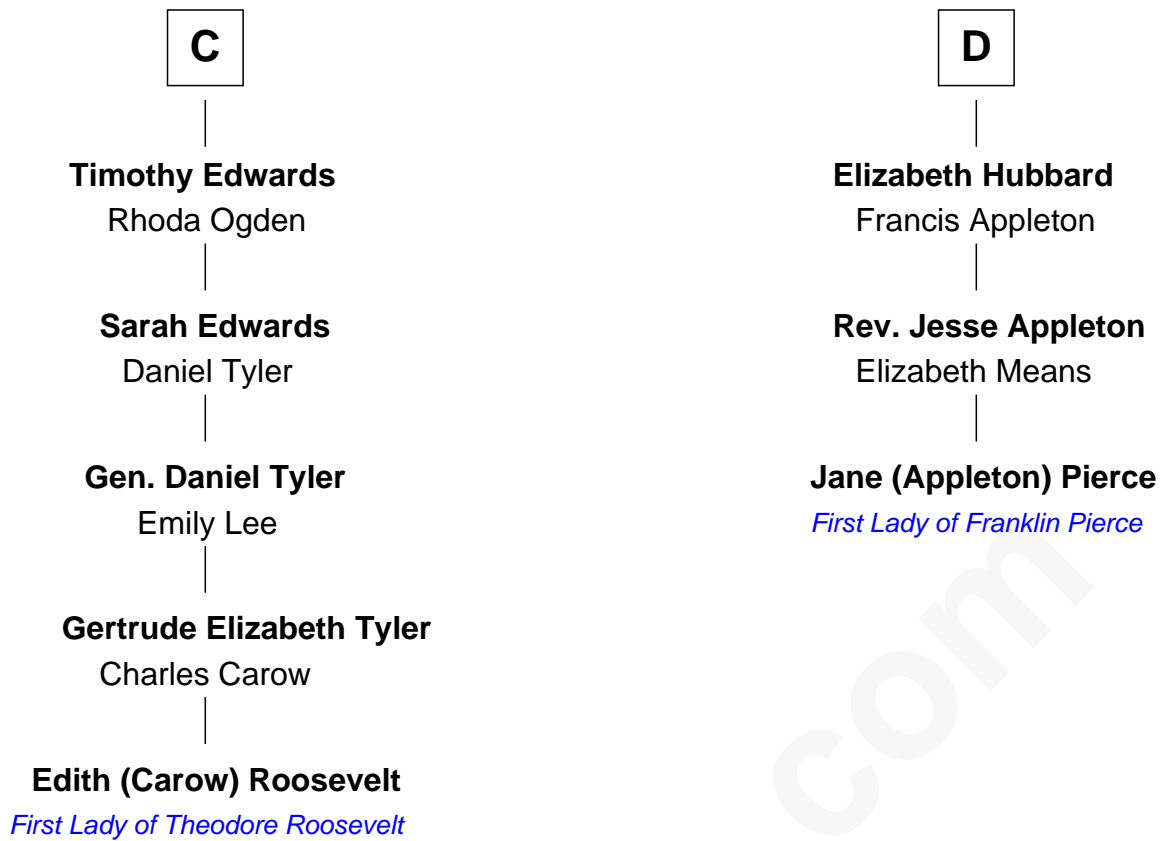 C
Timothy Edwards
Rhoda Ogden
Sarah Edwards
Daniel Tyler
Gen. Daniel Tyler
Emily Lee
Gertrude Elizabeth Tyler
Charles Carow
Edith (Carow) Roosevelt
First Lady of Theodore Roosevelt
D
Elizabeth Hubbard
Francis Appleton
Rev. Jesse Appleton
Elizabeth Means
Jane (Appleton) Pierce
First Lady of Franklin Pierce
com